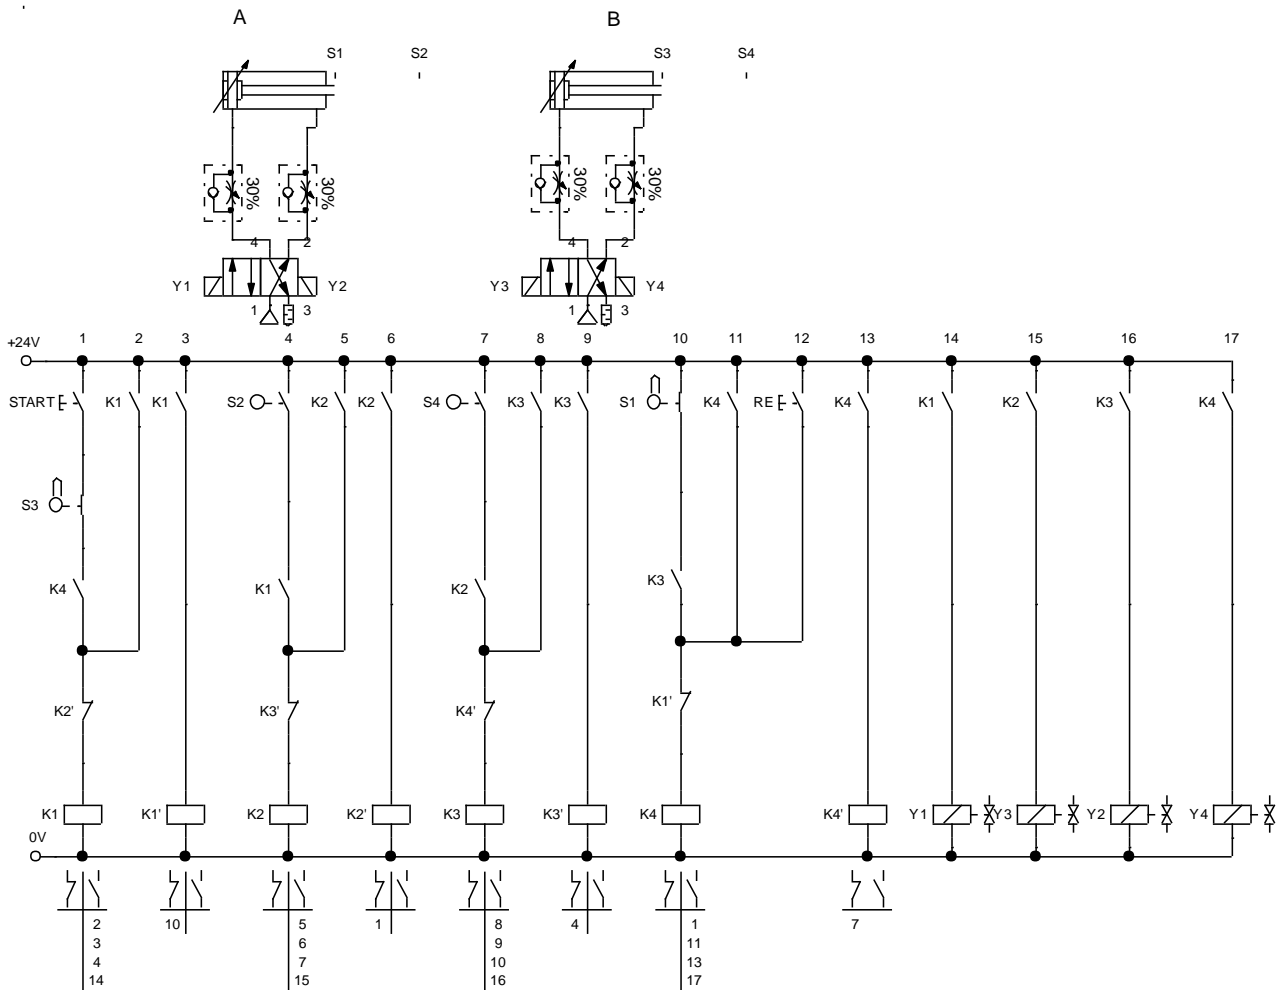 A B
S1 S2 S3 S4
30% 30% 30% 30%
4 2 4 2
Y1 Y2 Y3 Y4
1 3 1 3
+24V 1 2 3 4 5 6 7 8 9 10 11 12 13 14 15 16 17
START K1 K1 S2 K2 K2 S4 K3 K3 S1 K4 RE K4 K1 K2 K3 K4
S3
K4 K1 K2 K3
K2' K3' K4' K1'
K1 K1' K2 K2' K3 K3' K4 K4' Y1 Y3 Y2 Y4
0V
2 10 5 1 8 4 1 7
3 6 9 11
4 7 10 13
14 15 16 17